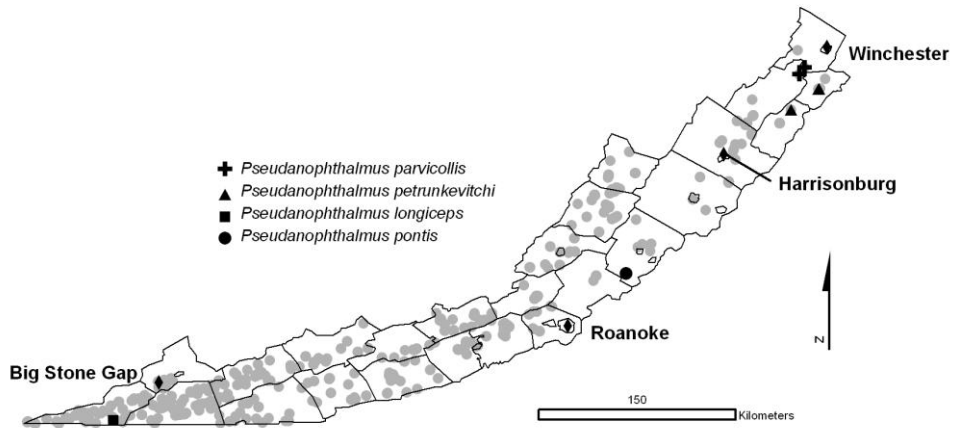 Winchester
Pseudanophthalmus parvicollis
Pseudanophthalmus petrunkevitchi
Pseudanophthalmus longiceps
Pseudanophthalmus pontis
Harrisonburg
Roanoke
N
Big Stone Gap
150
Kilometers